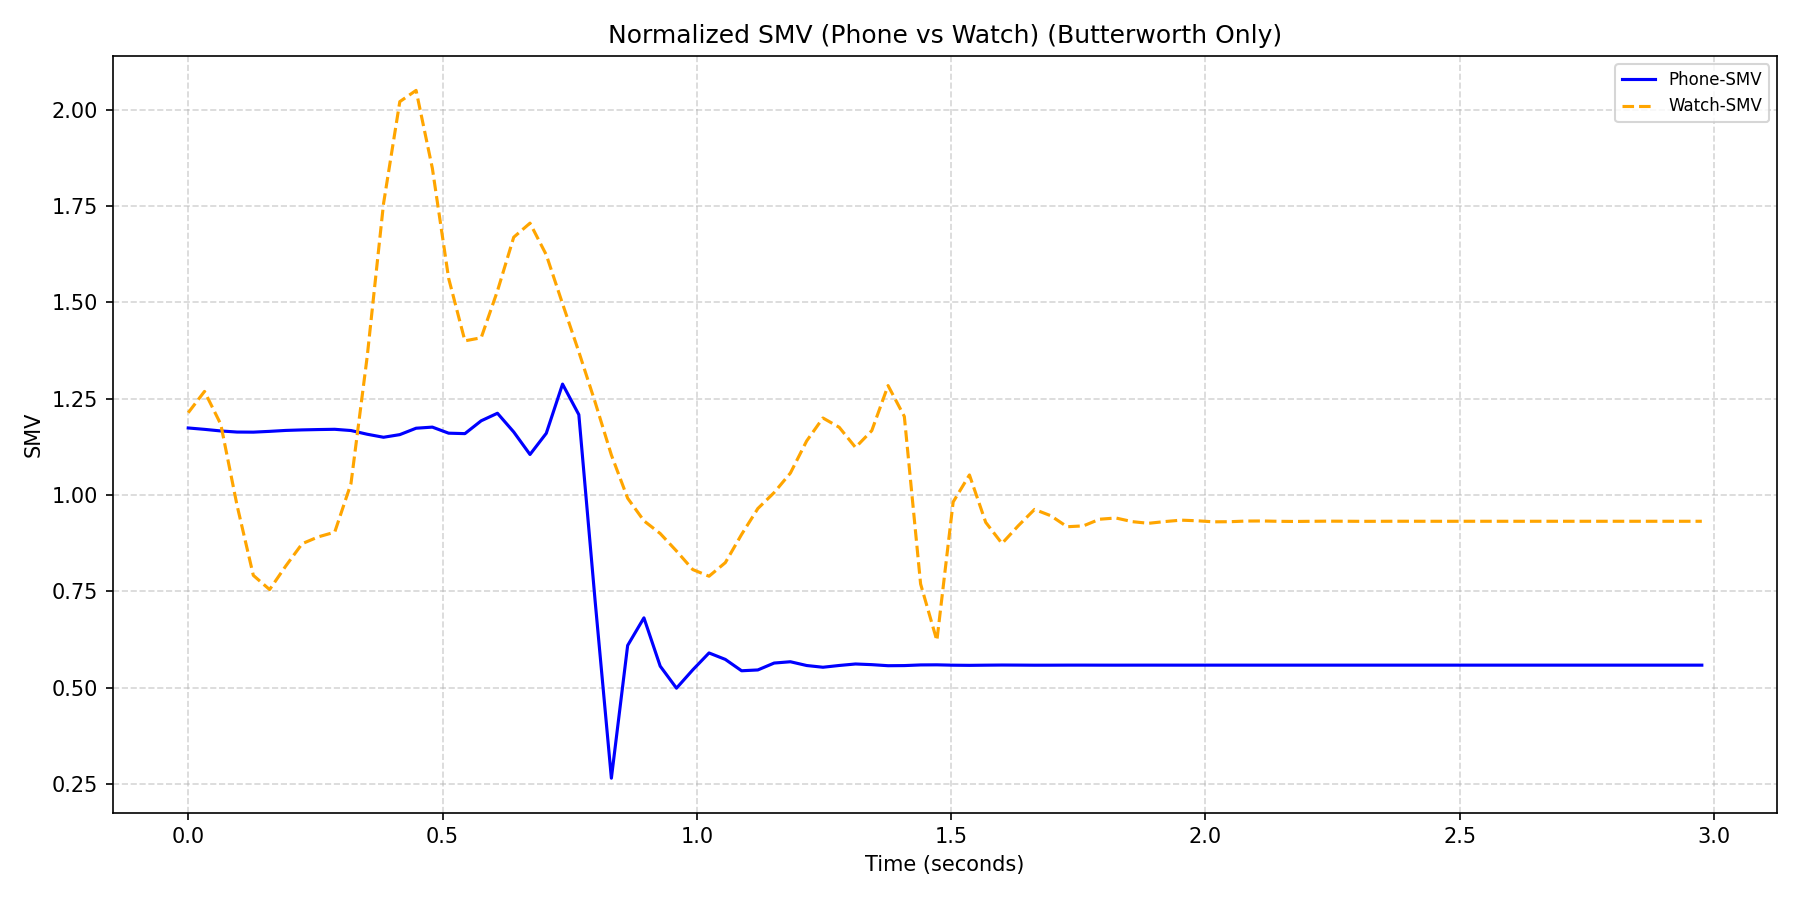 Normalized SMV (Phone vs Watch) (Butterworth Only)
Phone-SMV
Watch-SMV
SMV
2.00
1.75
1.50
1.25
1.00
0.75
0.50
0.25
0.0 0.5 1.0 1.5 2.0 2.5 3.0
Time (seconds)